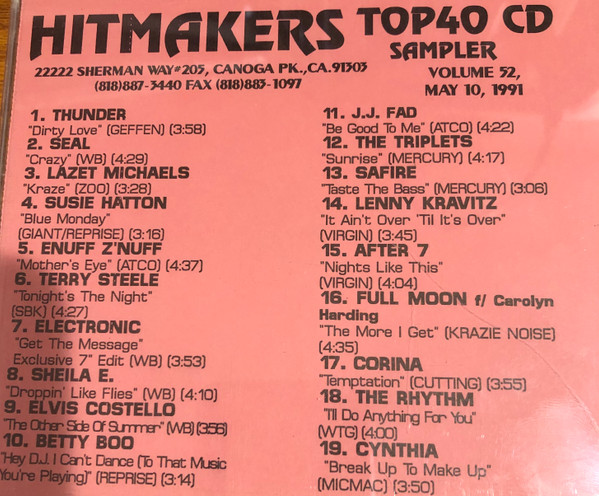 HITMAKERS TOP40 CD
SAMPLER
22222 SHERMAN WAY#205, CANOGA PK.,CA.91303
(818)887-3440 FAX (818)883-1097
VOLUME 52,
MAY 10, 1991
1. THUNDER
"Dirty Love" (GEFFEN) (3:58)
2. SEAL
"Crazy" (WB) (4:29)
3. LAZET MICHAELS
"Kraze" (ZOO) (3:28)
4. SUSIE HATTON
"Blue Monday"
(GIANT/REPRISE) (3:16)
5. ENUFF Z'NUFF
"Mother's Eye" (ATCO) (4:37)
6. TERRY STEELE
"Tonight's The Night"
(SBK) (4:27)
7. ELECTRONIC
"Get The Message"
Exclusive 7" Edit (WB) (3:53)
8. SHEILA E.
"Droppin' Like Flies" (WB) (4:10)
9. ELVIS COSTELLO
"The Other Side Of Summer" (WB) (3:56)
10. BETTY BOO
"Hey D.J. I Can't Dance (To That Music
You're Playing)" (REPRISE) (3:14)
11. J.J. FAD
"Be Good To Me" (ATCO) (4:22)
12. THE TRIPLETS
"Sunrise" (MERCURY) (4:17)
13. SAFIRE
"Taste The Bass" (MERCURY) (3:06)
14. LENNY KRAVITZ
"It Ain't Over 'Til It's Over"
(VIRGIN) (3:45)
15. AFTER 7
"Nights Like This"
(VIRGIN) (4:04)
16. FULL MOON f/ Carolyn
Harding
"The More I Get" (KRAZIE NOISE)
(4:35)
17. CORINA
"Temptation" (CUTTING) (3:55)
18. THE RHYTHM
"I'll Do Anything For You"
(WTG) (4:00)
19. CYNTHIA
"Break Up To Make Up"
(MICMAC) (3:50)